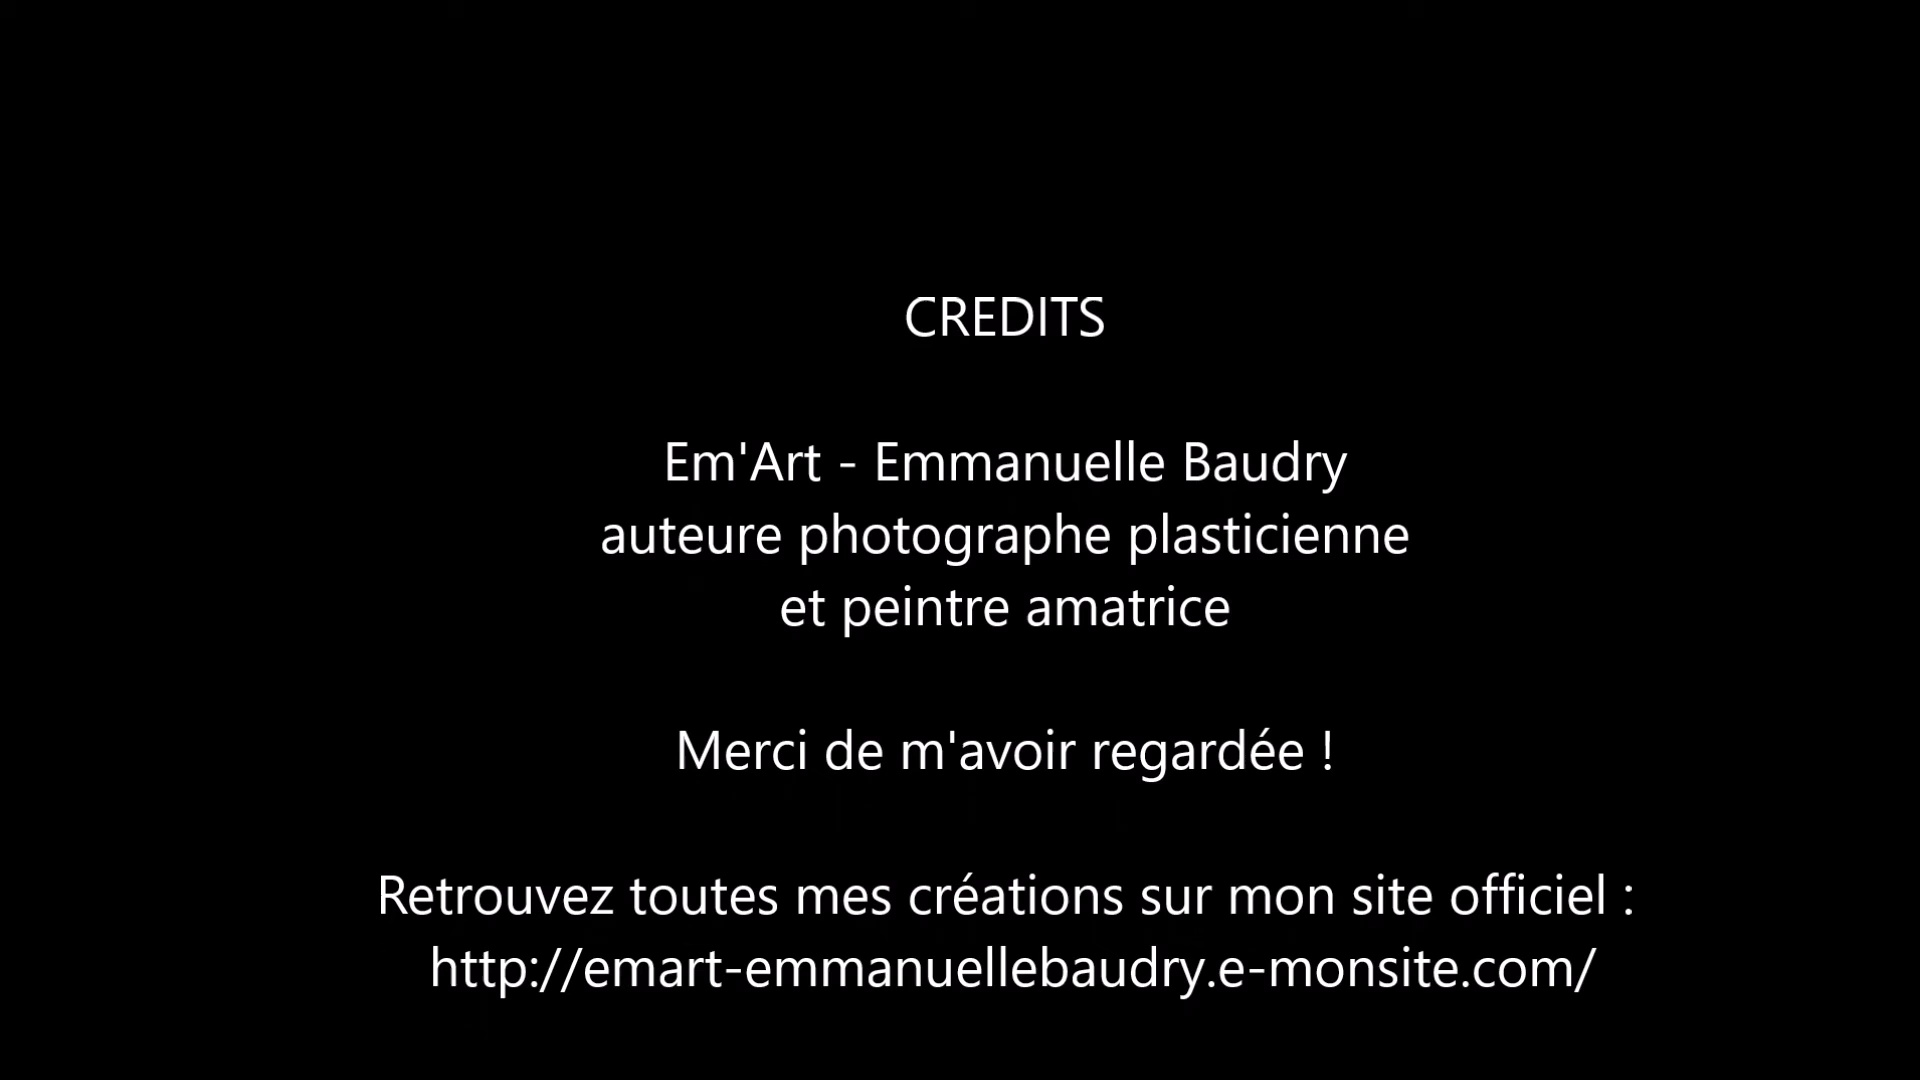 CREDITS
Em'Art - Emmanuelle Baudry
auteure photographe plasticienne
et peintre amatrice
Merci de m'avoir regardée !
Retrouvez toutes mes créations sur mon site officiel :
http://emart-emmanuellebaudry.e-monsite.com/